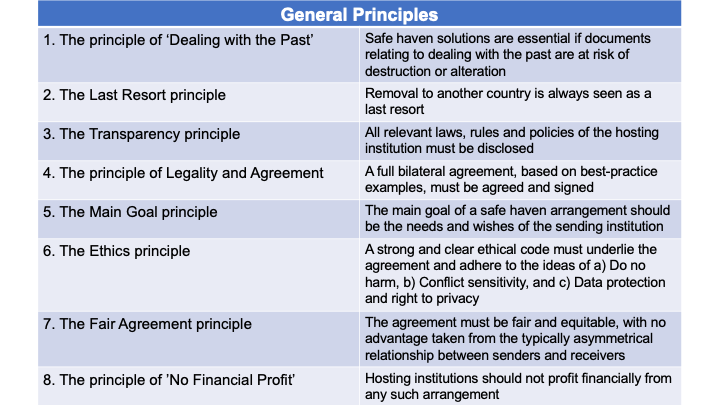 General Principles
1. The principle of ‘Dealing with the Past’
Safe haven solutions are essential if documents
relating to dealing with the past are at risk of
destruction or alteration
2. The Last Resort principle
Removal to another country is always seen as a
last resort
3. The Transparency principle
All relevant laws, rules and policies of the hosting
institution must be disclosed
4. The principle of Legality and Agreement
A full bilateral agreement, based on best-practice
examples, must be agreed and signed
5. The Main Goal principle
The main goal of a safe haven arrangement should
be the needs and wishes of the sending institution
6. The Ethics principle
A strong and clear ethical code must underlie the
agreement and adhere to the ideas of a) Do no
harm, b) Conflict sensitivity, and c) Data protection
and right to privacy
7. The Fair Agreement principle
The agreement must be fair and equitable, with no
advantage taken from the typically asymmetrical
relationship between senders and receivers
8. The principle of ’No Financial Profit’
Hosting institutions should not profit financially from
any such arrangement